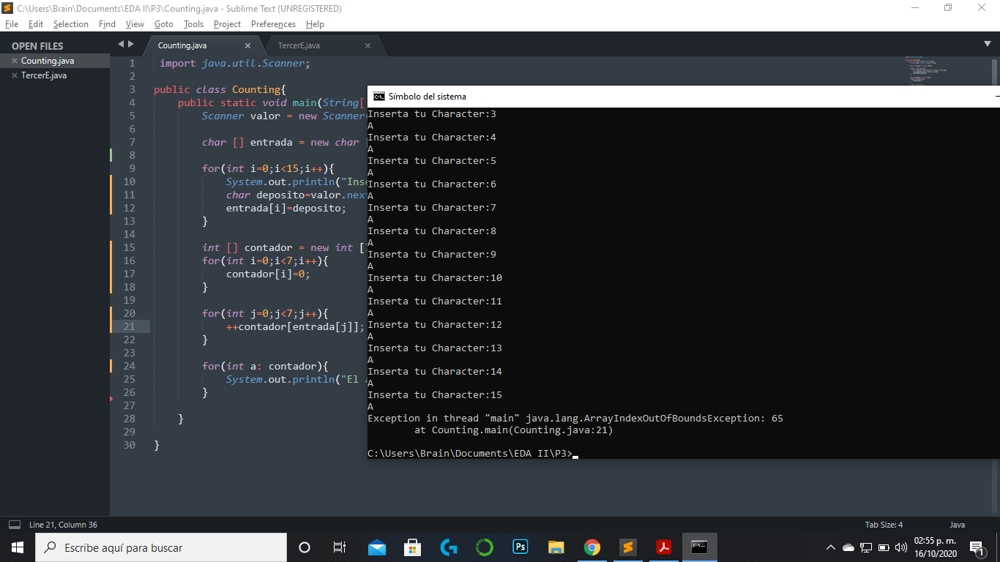 C:\Users\Brain\Documents\EDA II\P3\Counting.java - Sublime Text (UNREGISTERED)
File Edit Selection Find View Goto Tools Project Preferences Help
OPEN FILES
Counting.java
TercerE.java
Counting.java TercerE.java
1 import java.util.Scanner;
2
3 public class Counting{
4 public static void main(String[
5 Scanner valor = new Scanner
6
7 char [] entrada = new char
8
9 for(int i=0;i<15;i++){
10 System.out.println("Inse
11 char deposito=valor.next
12 entrada[i]=deposito;
13 }
14
15 int [] contador = new int [
16 for(int i=0;i<7;i++){
17 contador[i]=0;
18 }
19
20 for(int j=0;j<7;j++){
21 ++contador[entrada[j]];
22 }
23
24 for(int a: contador){
25 System.out.println("El a
26 }
27
28 }
29
30 }
Símbolo del sistema
Inserta tu Character:3
A
Inserta tu Character:4
A
Inserta tu Character:5
A
Inserta tu Character:6
A
Inserta tu Character:7
A
Inserta tu Character:8
A
Inserta tu Character:9
A
Inserta tu Character:10
A
Inserta tu Character:11
A
Inserta tu Character:12
A
Inserta tu Character:13
A
Inserta tu Character:14
A
Inserta tu Character:15
A
Exception in thread "main" java.lang.ArrayIndexOutOfBoundsException: 65
at Counting.main(Counting.java:21)
C:\Users\Brain\Documents\EDA II\P3>
Line 21, Column 36 Tab Size: 4 Java
Escribe aquí para buscar
Ps
02:55 p. m.
16/10/2020
1